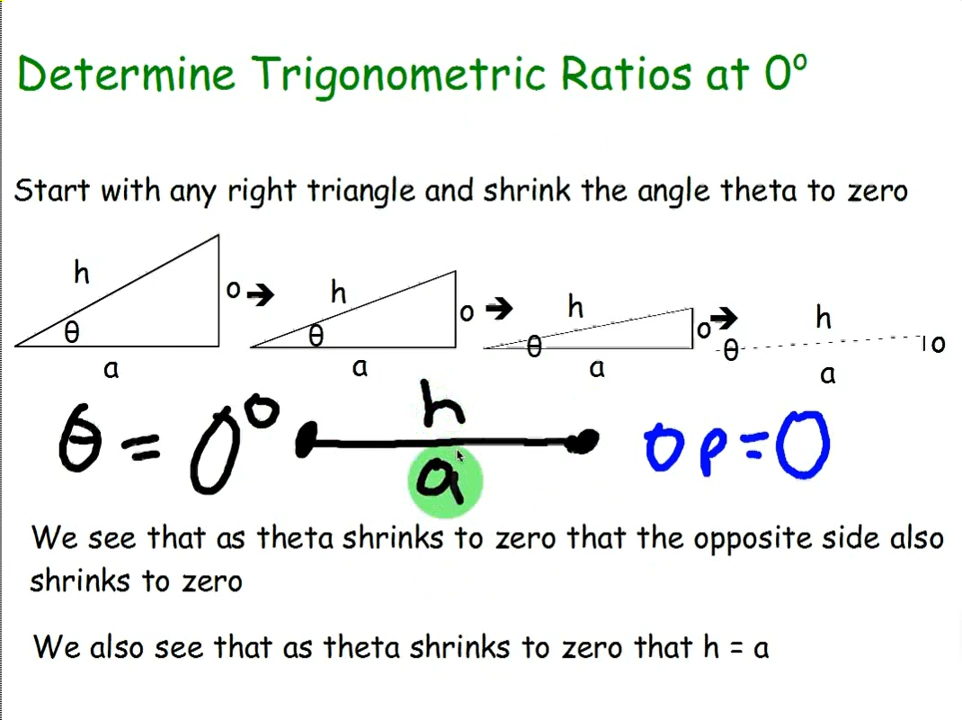 Determine Trigonometric Ratios at 0°
Start with any right triangle and shrink the angle theta to zero
h o θ a
h o θ a
h o θ a
h o θ a
θ = 0° h a op=0
We see that as theta shrinks to zero that the opposite side also
shrinks to zero
We also see that as theta shrinks to zero that h = a